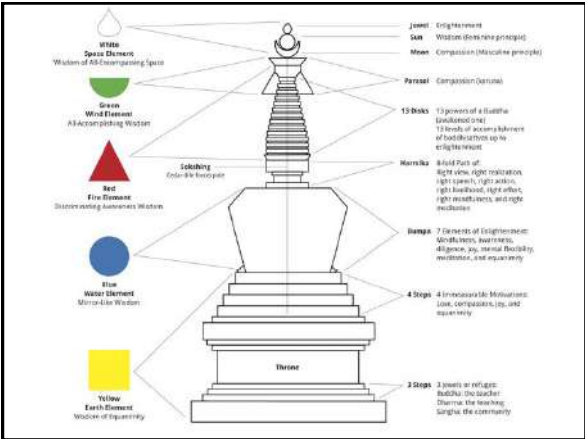 White
Space Element
Wisdom of All-Encompassing Space
Green
Wind Element
All-Accomplishing Wisdom
Red
Fire Element
Discriminating Awareness Wisdom
Blue
Water Element
Mirror-like Wisdom
Yellow
Earth Element
Wisdom of Equanimity
Sokshing
Throne
Jewel Enlightenment
Sun Wisdom (Feminine principle)
Moon Compassion (Masculine principle)
Parasol Compassion (karuna)
13 Disks 13 powers of a Buddha
(awakened one)
13 levels of accomplishment
of boddhisattvas up to
enlightenment
Harmika 8-fold Path of:
Right view, right realization,
right speech, right action,
right livelihood, right effort,
right mindfulness, and right
meditation
Bumpa 7 Elements of Enlightenment:
Mindfulness, awareness,
diligence, joy, mental flexibility,
meditation, and equanimity
4 Steps 4 Immeasurable Motivations:
Love, compassion, joy, and
equanimity
3 Steps 3 Jewels or refuges:
Buddha: the teacher
Dharma: the teaching
Sangha: the community